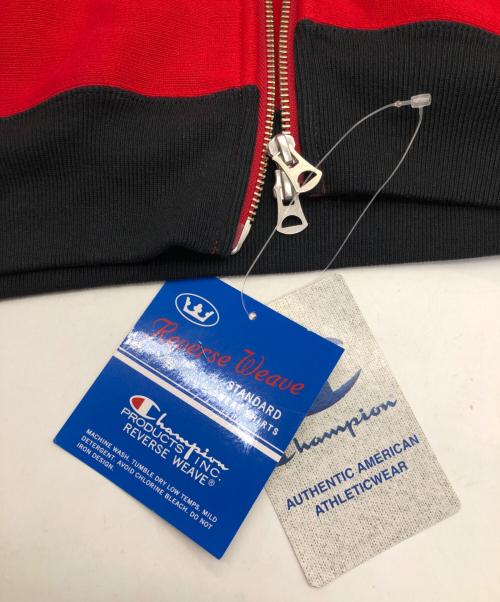 Reverse Weave
STANDARD
Champion
PRODUCTS INC.
REVERSE WEAVE®
MACHINE WASH, TUMBLE DRY LOW TEMPS, MILD
DETERGENT. AVOID CHLORINE BLEACH. DO NOT
IRON DESIGN.
Champion
AUTHENTIC AMERICAN
ATHLETICWEAR